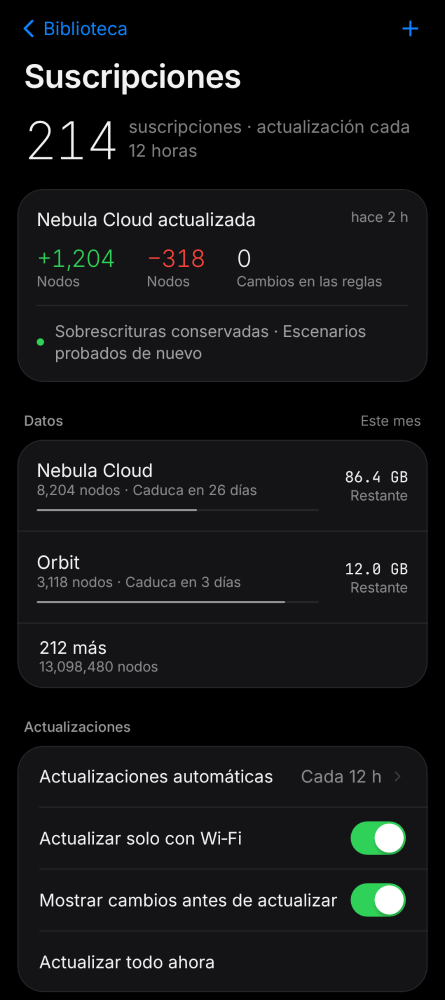 Biblioteca
+
Suscripciones
214
suscripciones · actualización cada
12 horas
Nebula Cloud actualizada
hace 2 h
+1,204
−318
0
Nodos
Nodos
Cambios en las reglas
Sobrescrituras conservadas · Escenarios
probados de nuevo
Datos
Este mes
Nebula Cloud
8,204 nodos · Caduca en 26 días
86.4 GB
Restante
Orbit
3,118 nodos · Caduca en 3 días
12.0 GB
Restante
212 más
13,098,480 nodos
Actualizaciones
Actualizaciones automáticas
Cada 12 h
Actualizar solo con Wi-Fi
Mostrar cambios antes de actualizar
Actualizar todo ahora